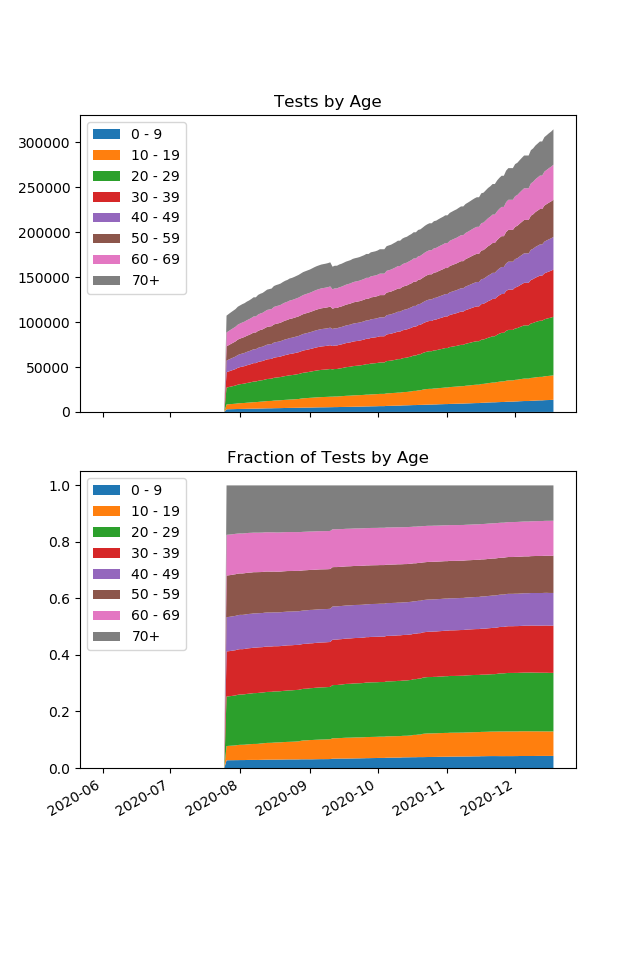 Tests by Age
300000
250000
200000
150000
100000
50000
0
0 - 9
10 - 19
20 - 29
30 - 39
40 - 49
50 - 59
60 - 69
70+
Fraction of Tests by Age
1.0
0.8
0.6
0.4
0.2
0.0
0 - 9
10 - 19
20 - 29
30 - 39
40 - 49
50 - 59
60 - 69
70+
2020-06
2020-07
2020-08
2020-09
2020-10
2020-11
2020-12